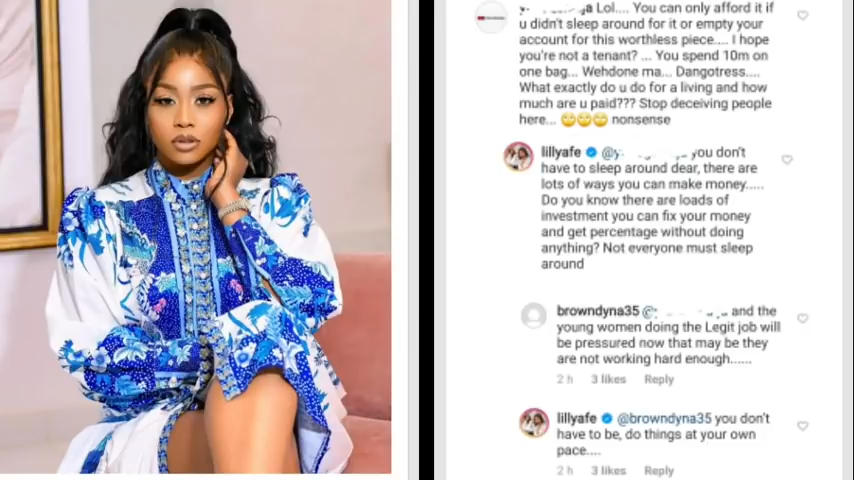 Lol.... You can only afford it if
u didn't sleep around for it or empty your
account for this worthless piece.... I hope
you're not a tenant? ... You spend 10m on
one bag... Wehdone ma... Dangotress....
What exactly do u do for a living and how
much are u paid??? Stop deceiving people
here... 🙄🙄🙄 nonsense
lillyafe @y you don't
have to sleep around dear, there are
lots of ways you can make money.....
Do you know there are loads of
investment you can fix your money
and get percentage without doing
anything? Not everyone must sleep
around
browndyna35 @ and the
young women doing the Legit job will
be pressured now that may be they
are not working hard enough......
2 h 3 likes Reply
lillyafe @browndyna35 you don't
have to be, do things at your own
pace....
2 h 3 likes Reply